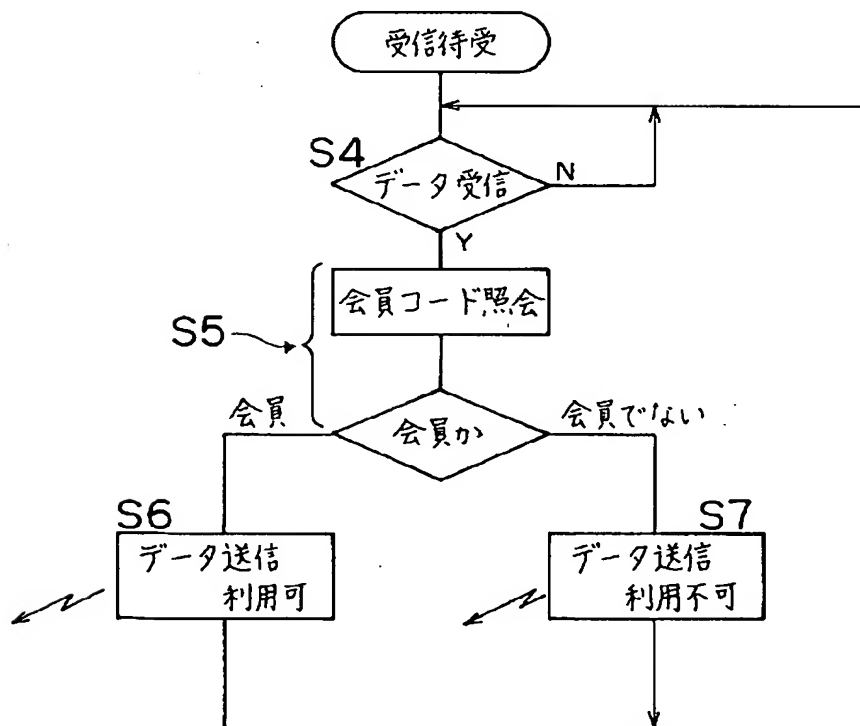 受信待受
S4
データ受信
N
Y
会員コード照会
S5
会員
会員か
会員でない
S6
S7
データ送信
利用可
データ送信
利用不可